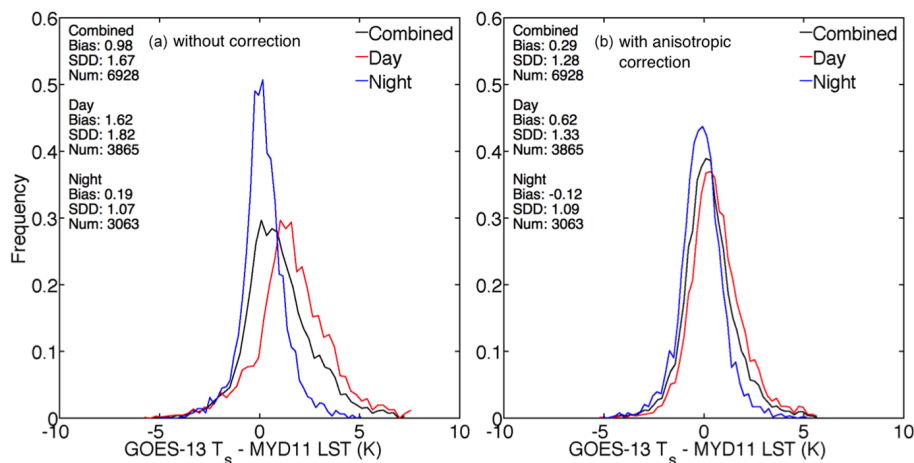 (a) without correction
Combined
Bias: 0.98
SDD: 1.67
Num: 6928
Day
Bias: 1.62
SDD: 1.82
Num: 3865
Night
Bias: 0.19
SDD: 1.07
Num: 3063
Combined
Day
Night
Frequency
0.6
0.5
0.4
0.3
0.2
0.1
0
-10
-5
0
5
10
GOES-13 Ts - MYD11 LST (K)
(b) with anisotropic
correction
Combined
Bias: 0.29
SDD: 1.28
Num: 6928
Day
Bias: 0.62
SDD: 1.33
Num: 3865
Night
Bias: -0.12
SDD: 1.09
Num: 3063
Combined
Day
Night
0.6
0.5
0.4
0.3
0.2
0.1
0
-10
-5
0
5
10
GOES-13 Ts - MYD11 LST (K)